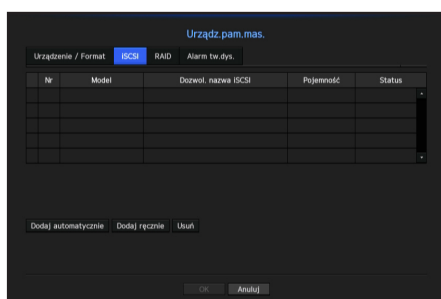 Urządz.pam.mas.
Urządzenie / Format iSCSI RAID Alarm tw.dys.
Nr Model Dozwol. nazwa iSCSI Pojemność Status
Dodaj automatycznie Dodaj ręcznie Usuń
OK Anuluj